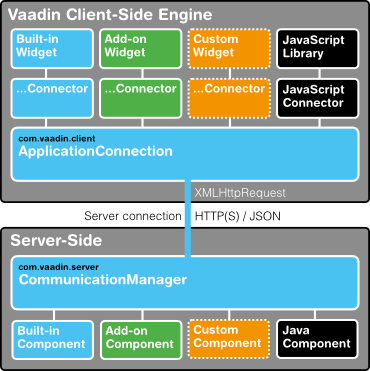 Vaadin Client-Side Engine
Built-in
Widget
Add-on
Widget
Custom
Widget
JavaScript
Library
...Connector
...Connector
...Connector
JavaScript
Connector
com.vaadin.client
ApplicationConnection
XMLHttpRequest
Server connection
HTTP(S) / JSON
Server-Side
com.vaadin.server
CommunicationManager
Built-in
Component
Add-on
Component
Custom
Component
Java
Component